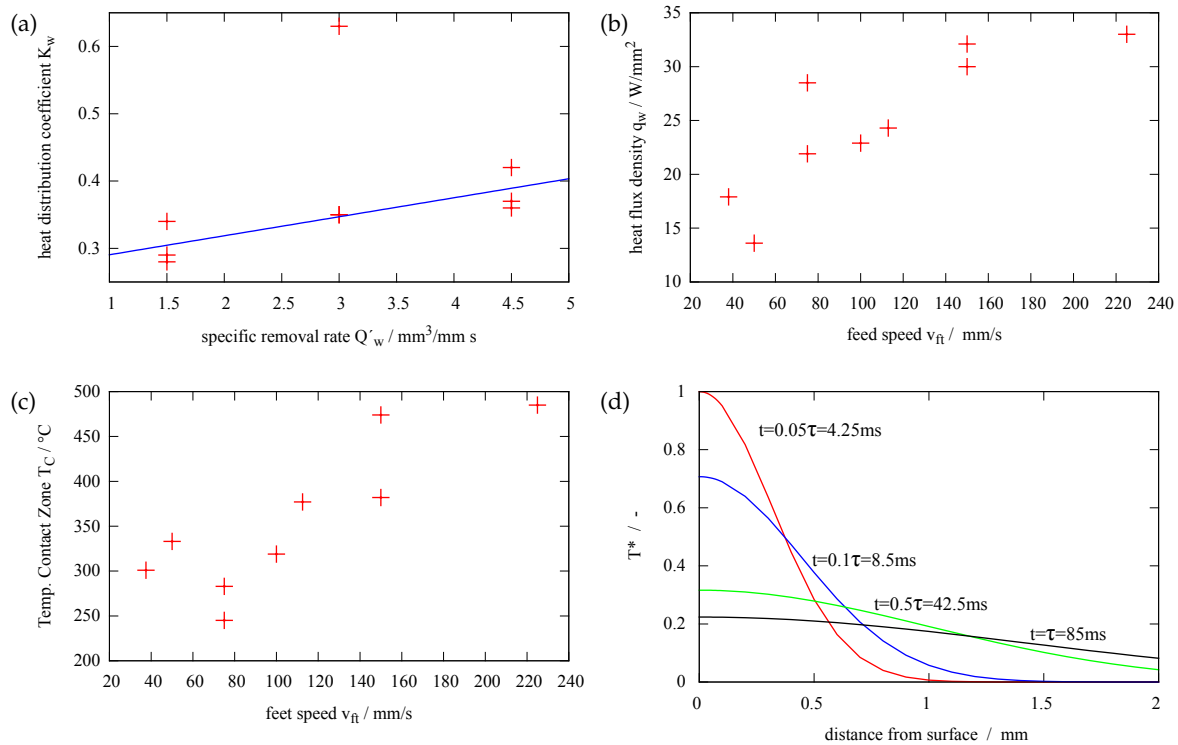 (a)
heat distribution coefficient K_w
0.6
0.5
0.4
0.3
1 1.5 2 2.5 3 3.5 4 4.5 5
specific removal rate Q´_w / mm³/mm s
(b)
heat flux density q_w / W/mm²
35
30
25
20
15
10
20 40 60 80 100 120 140 160 180 200 220 240
feed speed v_ft / mm/s
(c)
Temp. Contact Zone T_C / °C
500
450
400
350
300
250
200
20 40 60 80 100 120 140 160 180 200 220 240
feet speed v_ft / mm/s
(d)
T* / -
1
0.8
0.6
0.4
0.2
0
t=0.05τ=4.25ms
t=0.1τ=8.5ms
t=0.5τ=42.5ms
t=τ=85ms
0 0.5 1 1.5 2
distance from surface / mm